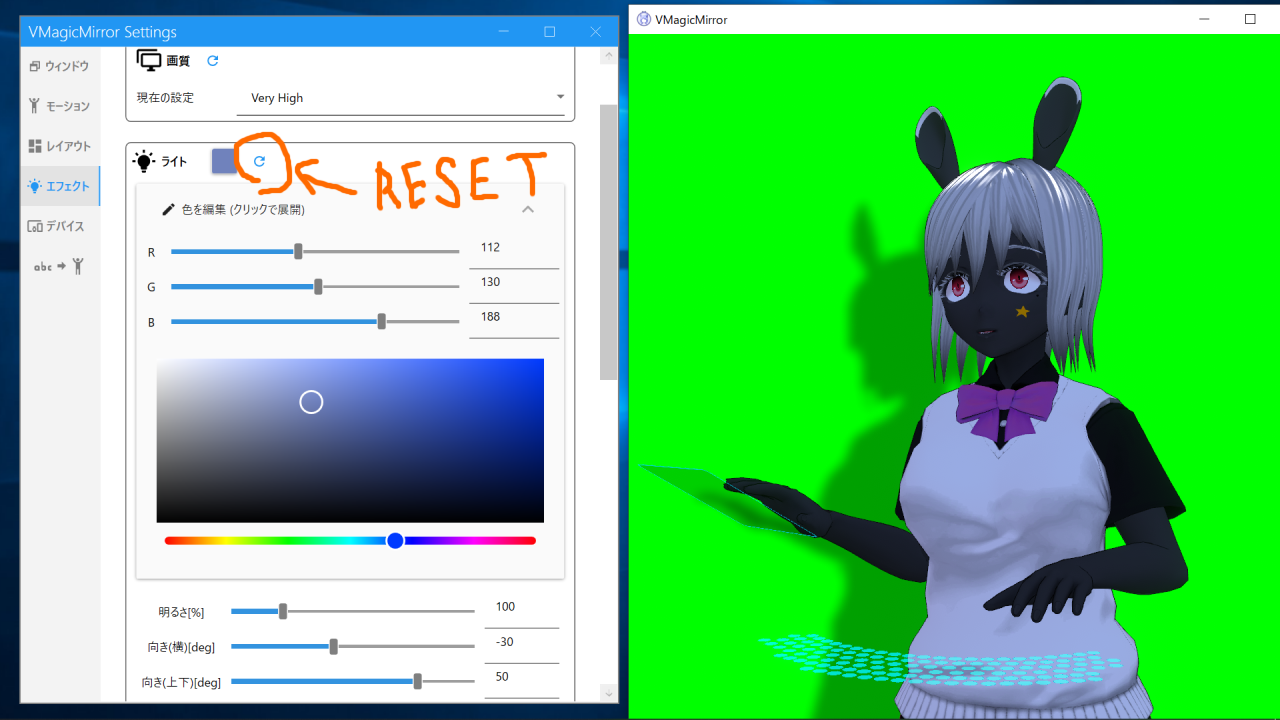 VMagicMirror Settings
ウィンドウ
モーション
レイアウト
エフェクト
デバイス
abc
画質
現在の設定
Very High
ライト
RESET
色を編集 (クリックで展開)
R
112
G
130
B
188
明るさ[%]
100
向き(横)[deg]
-30
向き(上下)[deg]
50
VMagicMirror